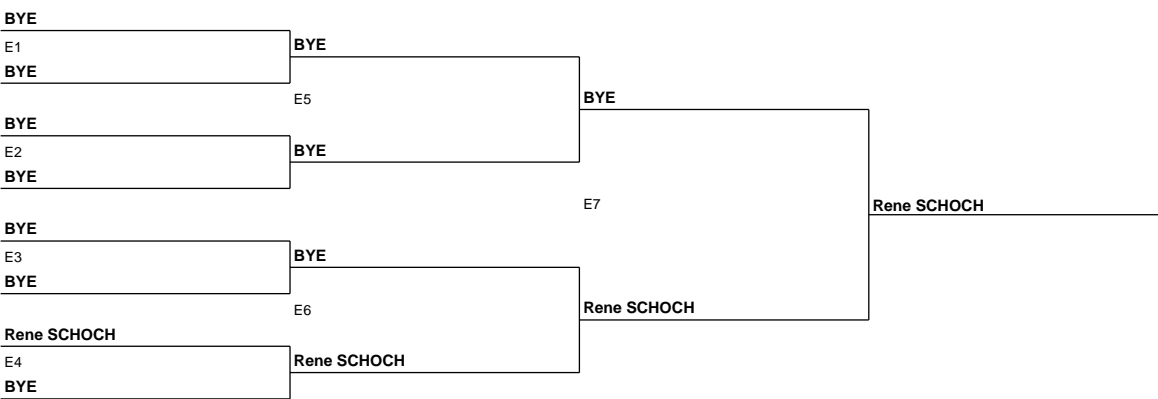 BYE
E1
BYE
BYE
E5
BYE
BYE
E2
BYE
BYE
E7
Rene SCHOCH
BYE
E3
BYE
BYE
E6
Rene SCHOCH
Rene SCHOCH
E4
Rene SCHOCH
BYE